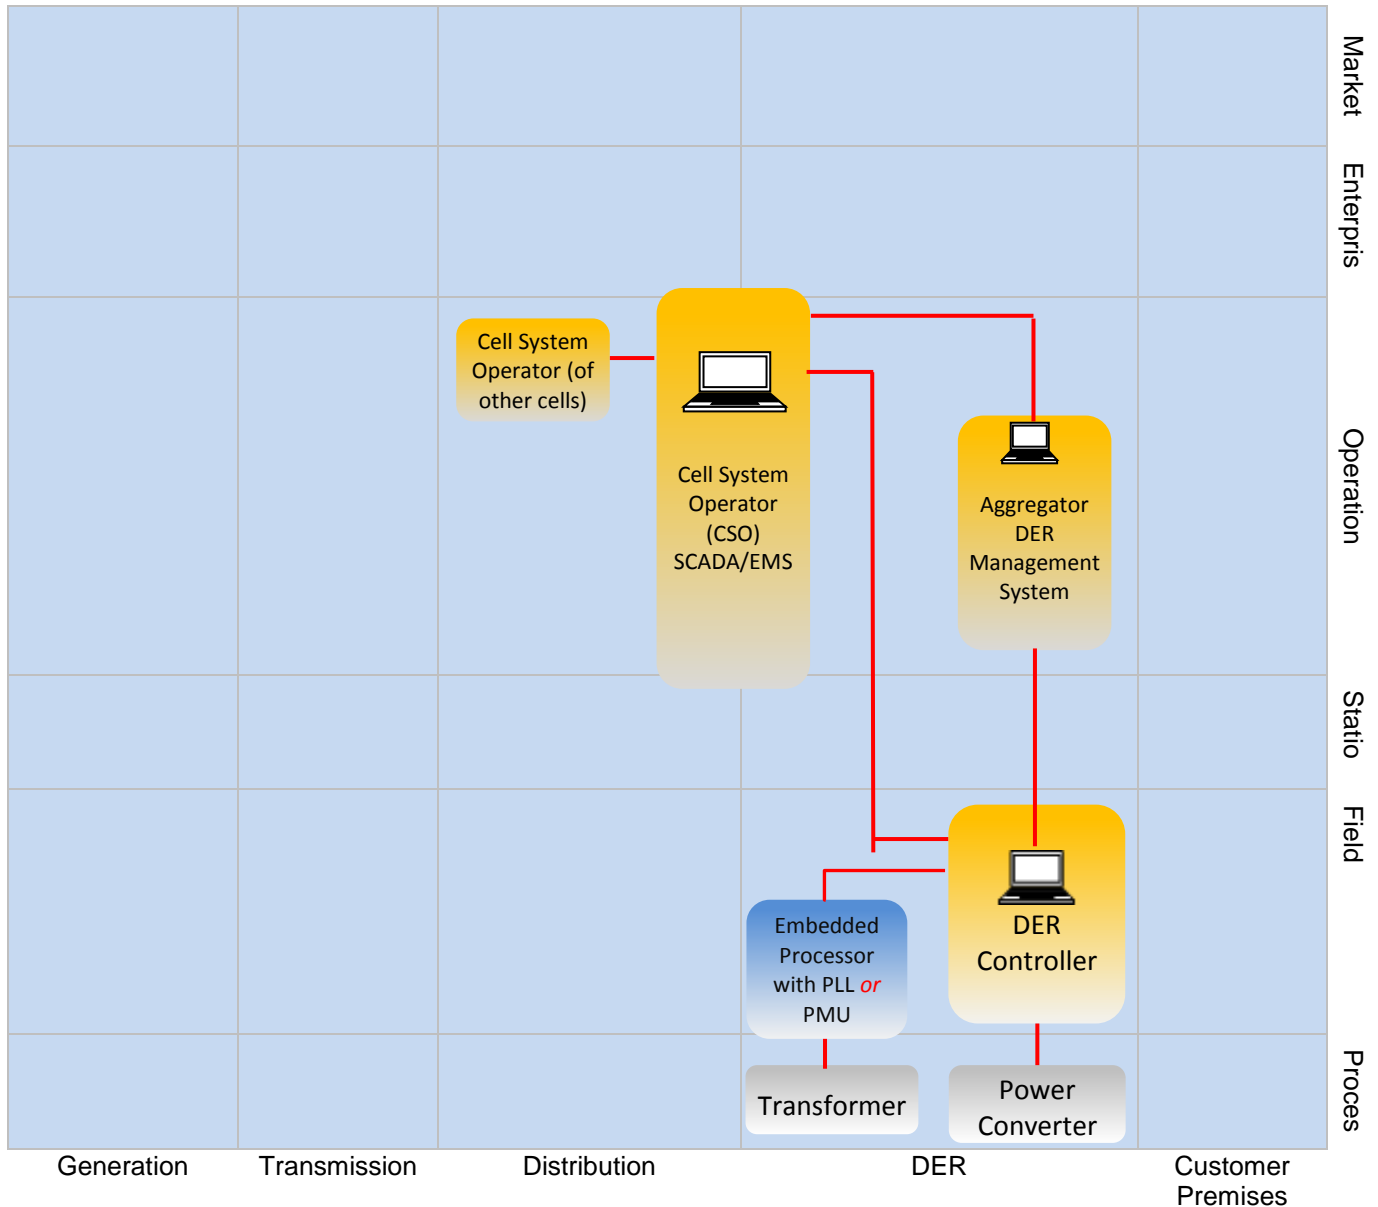 Market
Enterpris
Operation
Statio
Field
Proces
Cell System
Operator (of
other cells)
Cell System
Operator
(CSO)
SCADA/EMS
Aggregator
DER
Management
System
DER
Controller
Embedded
Processor
with PLL or
PMU
Transformer
Power
Converter
Generation
Transmission
Distribution
DER
Customer
Premises